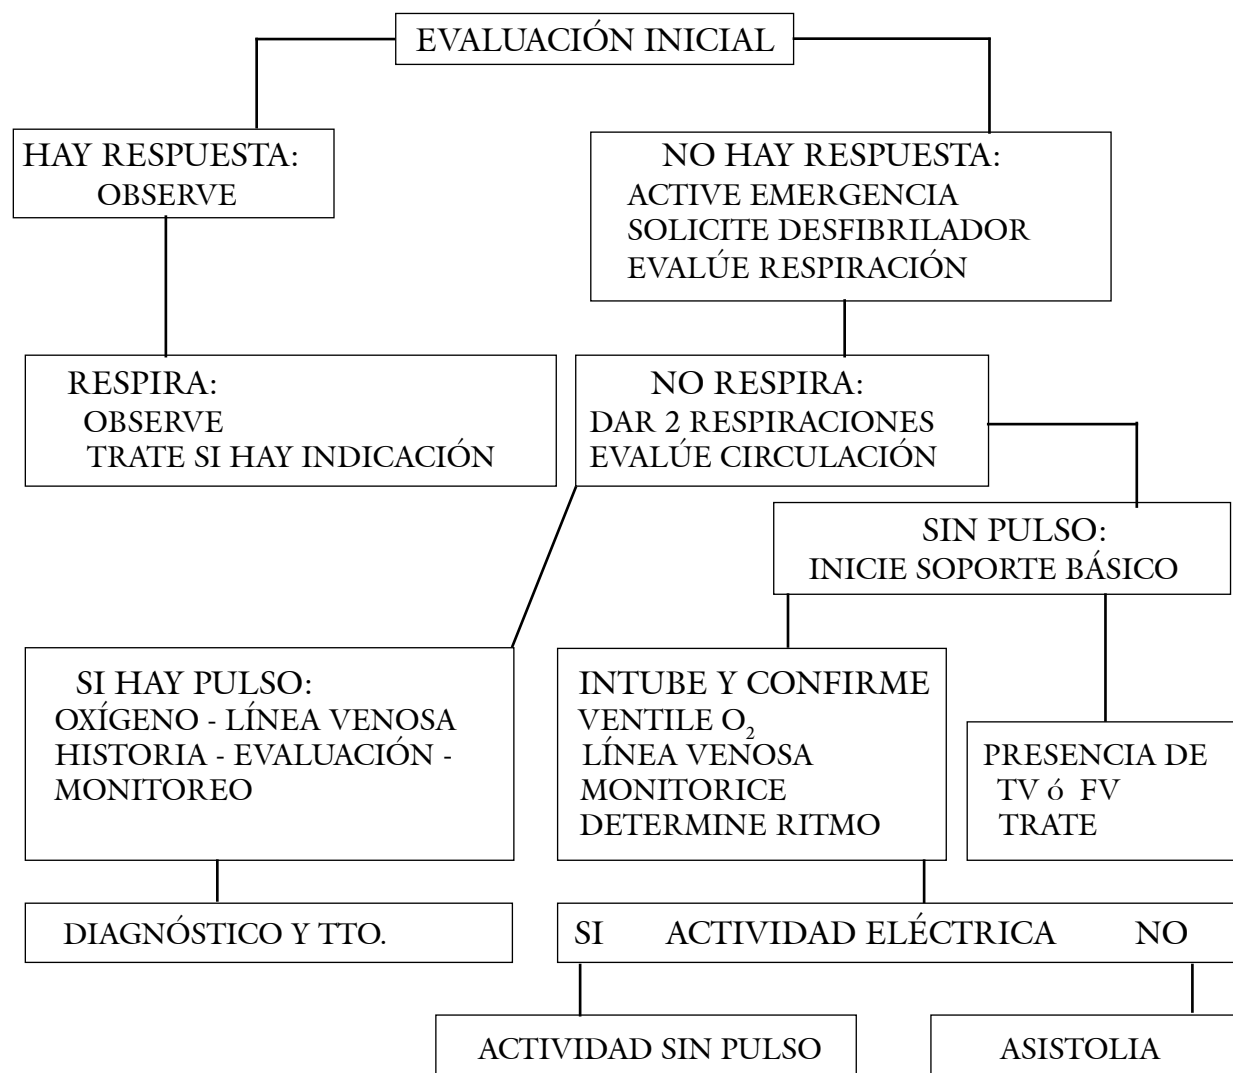 EVALUACIÓN INICIAL
HAY RESPUESTA:
OBSERVE
NO HAY RESPUESTA:
ACTIVE EMERGENCIA
SOLICITE DESFIBRILADOR
EVALÚE RESPIRACIÓN
RESPIRA:
OBSERVE
TRATE SI HAY INDICACIÓN
NO RESPIRA:
DAR 2 RESPIRACIONES
EVALÚE CIRCULACIÓN
SIN PULSO:
INICIE SOPORTE BÁSICO
SI HAY PULSO:
OXÍGENO - LÍNEA VENOSA
HISTORIA - EVALUACIÓN -
MONITOREO
INTUBE Y CONFIRME
VENTILE O₂
LÍNEA VENOSA
MONITORICE
DETERMINE RITMO
PRESENCIA DE
TV ó FV
TRATE
DIAGNÓSTICO Y TTO.
SI ACTIVIDAD ELÉCTRICA NO
ACTIVIDAD SIN PULSO
ASISTOLIA